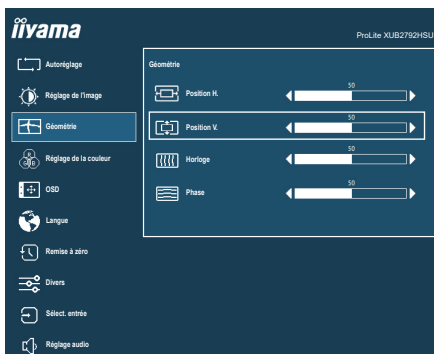 iiyama
ProLite XUB2792HSU
Autoréglage
Réglage de l'image
Géométrie
Réglage de la couleur
R
G B
OSD
Langue
Remise à zéro
Divers
Sélect. entrée
Réglage audio
Géométrie
Position H.
50
Position V.
50
Horloge
50
Phase
50